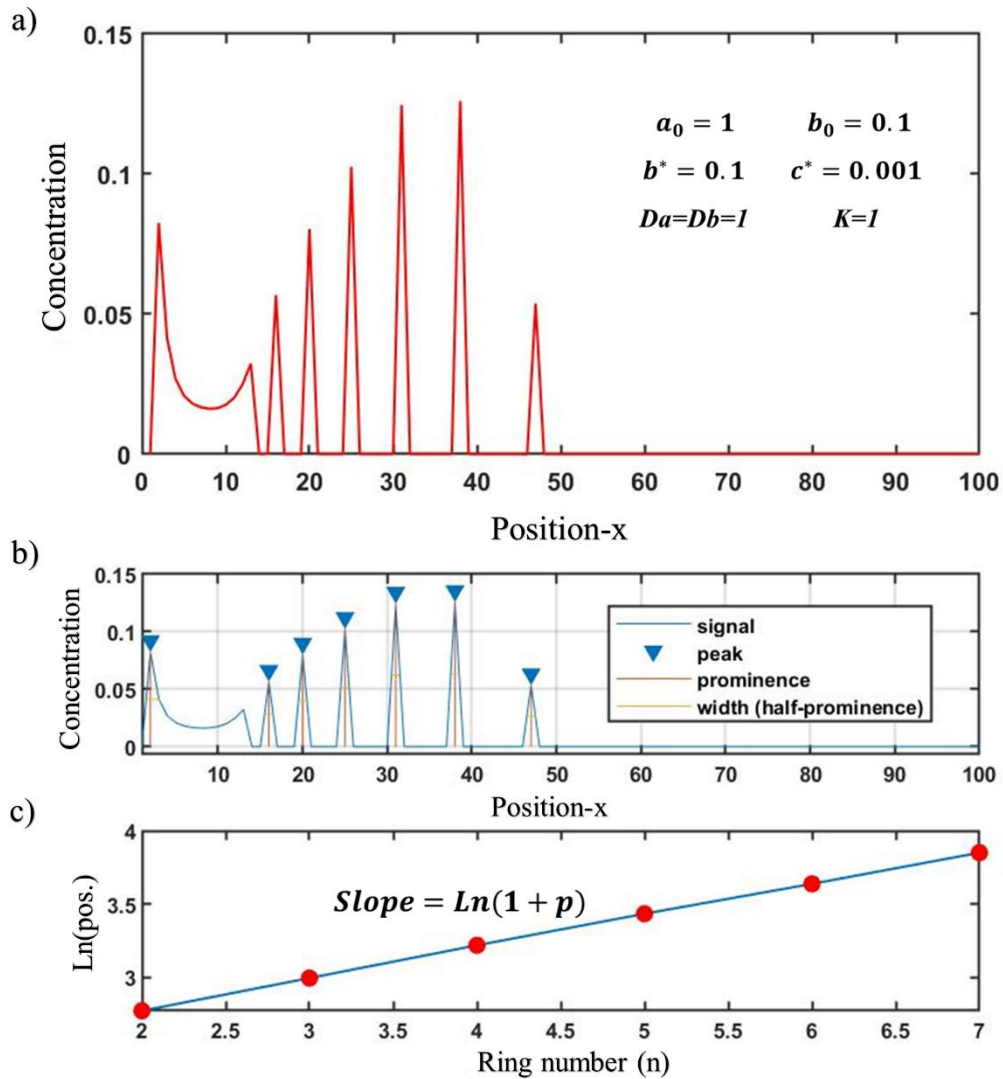 a)
0.15
0.1
0.05
0
Concentration
a₀ = 1 b₀ = 0.1
b* = 0.1 c* = 0.001
Da=Db=1 K=1
0 10 20 30 40 50 60 70 80 90 100
Position-x
b)
0.15
0.1
0.05
0
Concentration
signal
peak
prominence
width (half-prominence)
10 20 30 40 50 60 70 80 90 100
Position-x
c)
4
3.5
3
Ln(pos.)
Slope = Ln(1 + p)
2 2.5 3 3.5 4 4.5 5 5.5 6 6.5 7
Ring number (n)